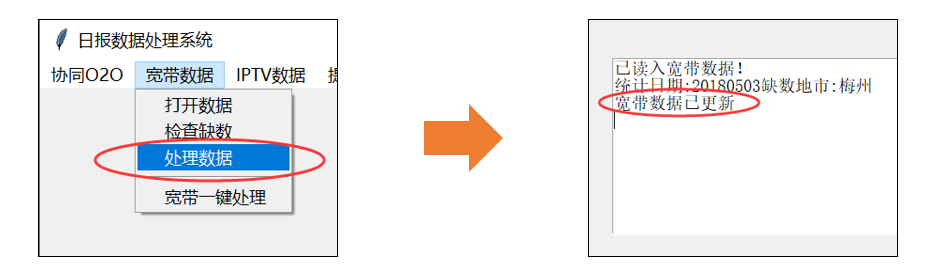 日报数据处理系统
协同O2O 宽带数据 IPTV数据
打开数据
检查缺数
处理数据
宽带一键处理
已读入宽带数据!
统计日期:20180503缺数地市:梅州
宽带数据已更新